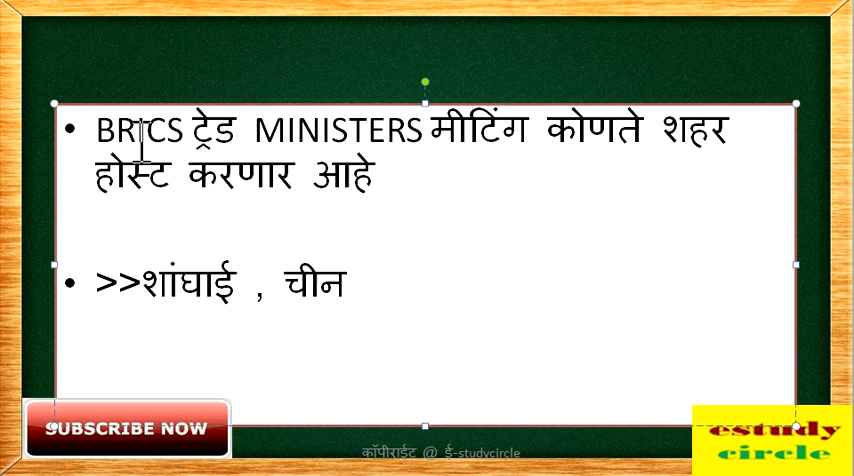 • BRICS ट्रेड MINISTERS मीटिंग कोणते शहर
होस्ट करणार आहे
• >>शांघाई , चीन
SUBSCRIBE NOW
कॉपीराईट @ ई-studycircle
estudy
circle